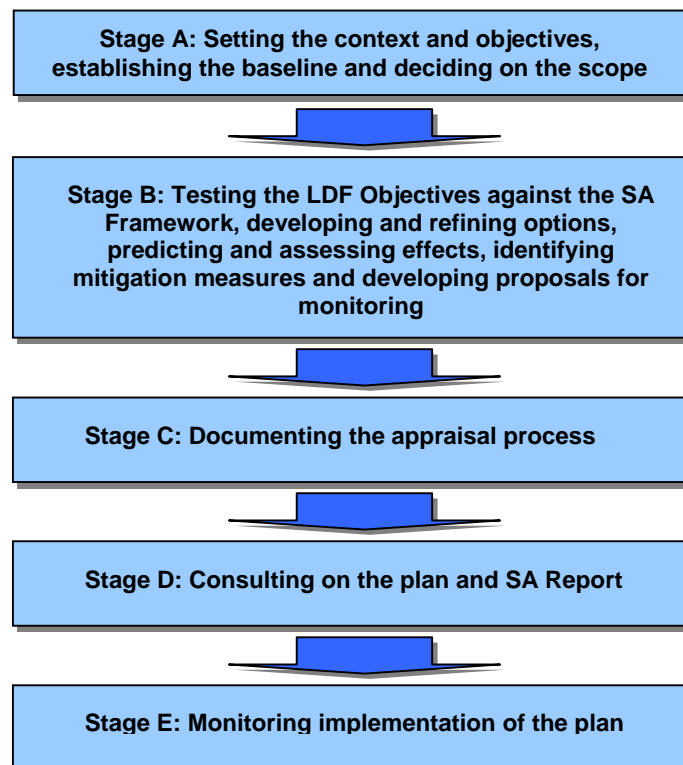 Stage A: Setting the context and objectives,
establishing the baseline and deciding on the scope
Stage B: Testing the LDF Objectives against the SA
Framework, developing and refining options,
predicting and assessing effects, identifying
mitigation measures and developing proposals for
monitoring
Stage C: Documenting the appraisal process
Stage D: Consulting on the plan and SA Report
Stage E: Monitoring implementation of the plan